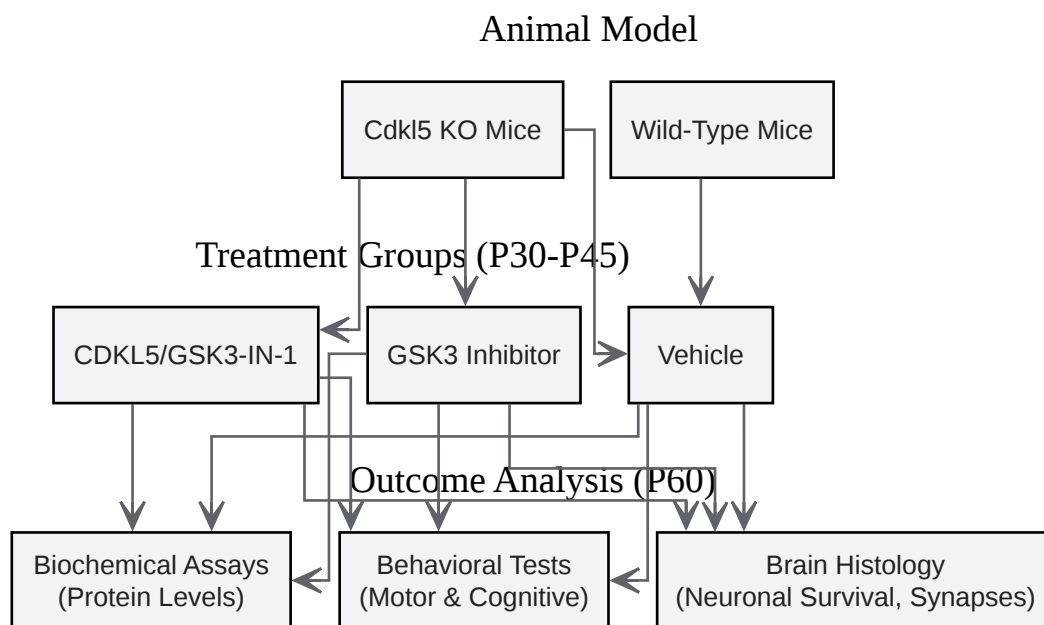 Animal Model
Cdkl5 KO Mice
Wild-Type Mice
Treatment Groups (P30-P45)
CDKL5/GSK3-IN-1
GSK3 Inhibitor
Vehicle
Outcome Analysis (P60)
Biochemical Assays
(Protein Levels)
Behavioral Tests
(Motor & Cognitive)
Brain Histology
(Neuronal Survival, Synapses)